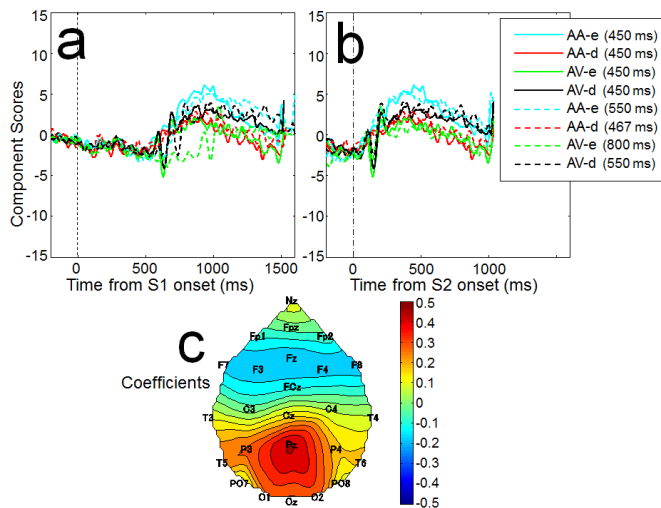 a
b
15
10
5
0
-5
-10
-15
Component Scores
0
500
1000
1500
Time from S1 onset (ms)
15
10
5
0
-5
-10
-15
0
500
1000
Time from S2 onset (ms)
AA-e (450 ms)
AA-d (450 ms)
AV-e (450 ms)
AV-d (450 ms)
AA-e (550 ms)
AA-d (467 ms)
AV-e (800 ms)
AV-d (550 ms)
c
Coefficients
Nz
Fp1 Fpz Fp2
F7 F3 Fz F4 F8
FCz
T3 C3 Cz C4 T4
T5 P3 Pz P4 T6
PO7 PO8
O1 Oz O2
0.5
0.4
0.3
0.2
0.1
0
-0.1
-0.2
-0.3
-0.4
-0.5